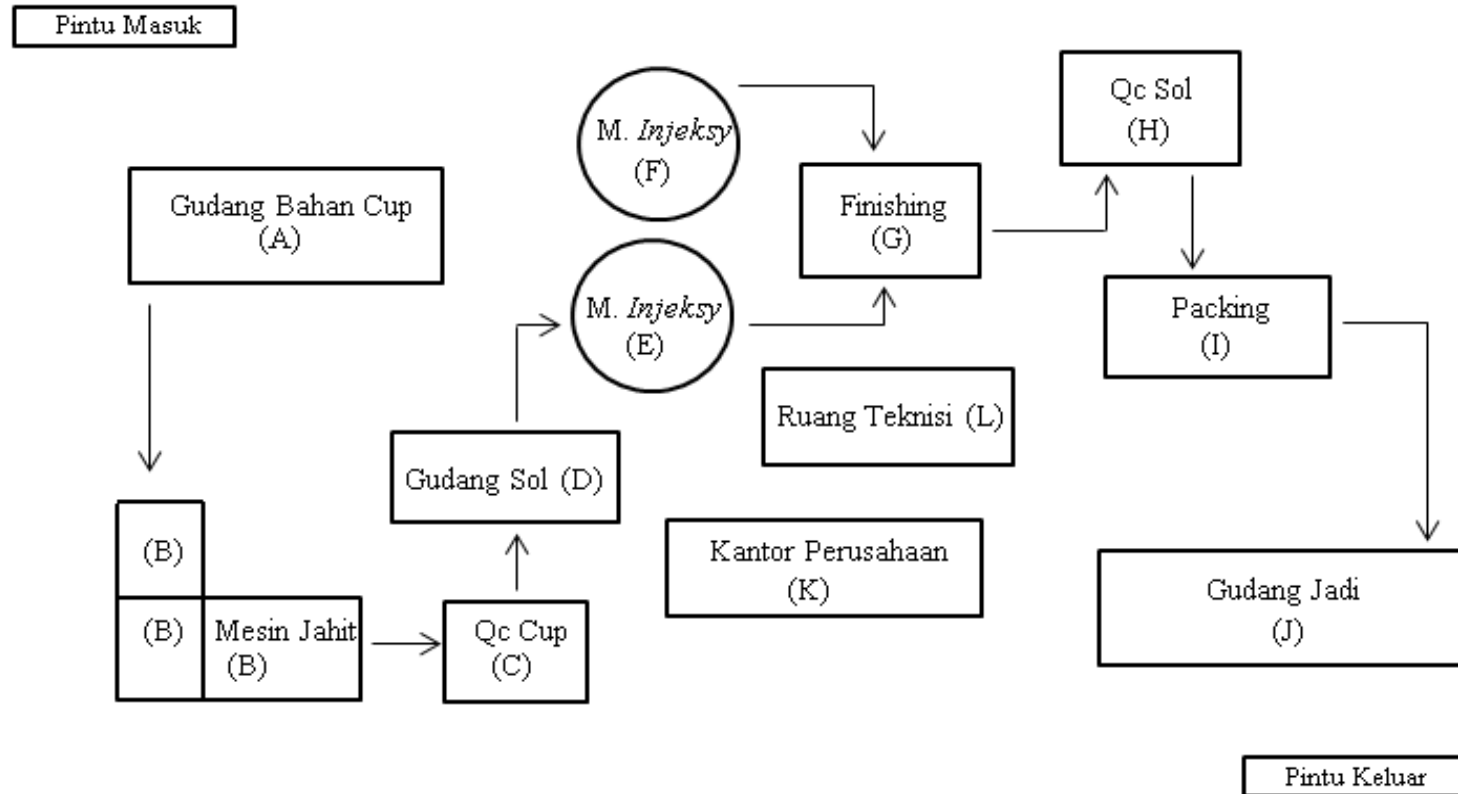 Pintu Masuk
Gudang Bahan Cup
(A)
(B)
(B)
Mesin Jahit
(B)
Qc Cup
(C)
Gudang Sol (D)
M. Injeksy
(E)
M. Injeksy
(F)
Finishing
(G)
Qc Sol
(H)
Packing
(I)
Gudang Jadi
(J)
Ruang Teknisi (L)
Kantor Perusahaan
(K)
Pintu Keluar